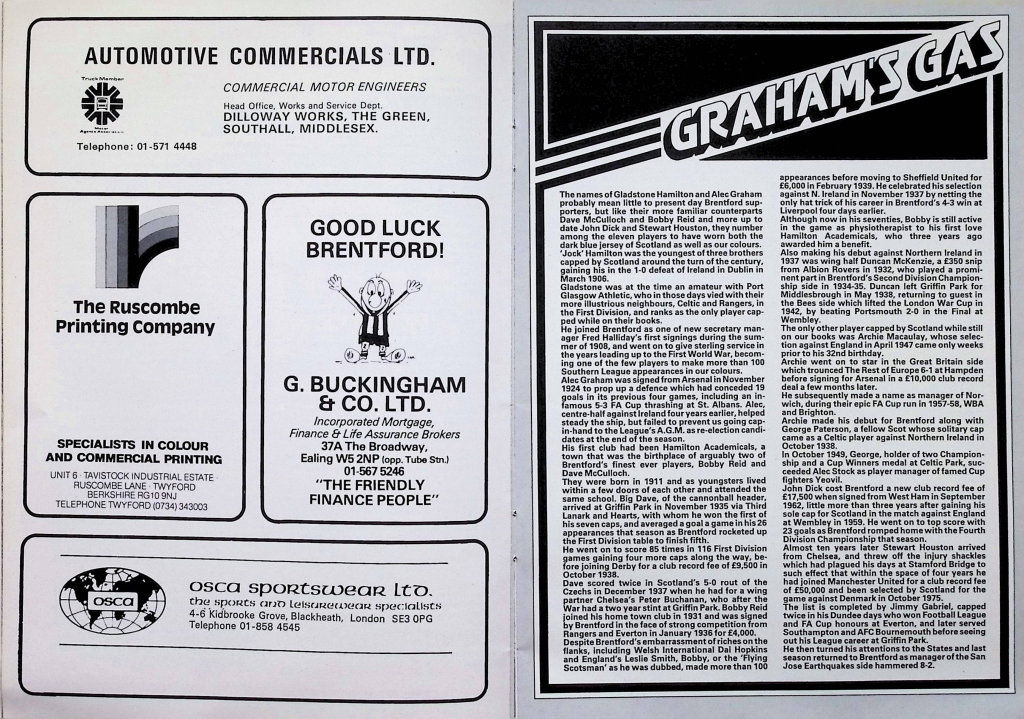 AUTOMOTIVE COMMERCIALS LTD.
Truck Member
Motor
Agents Association
COMMERCIAL MOTOR ENGINEERS
Head Office, Works and Service Dept.
DILLOWAY WORKS, THE GREEN,
SOUTHALL, MIDDLESEX.
Telephone: 01-571 4448
The Ruscombe
Printing Company
SPECIALISTS IN COLOUR
AND COMMERCIAL PRINTING
UNIT 6 · TAVISTOCK INDUSTRIAL ESTATE ·
RUSCOMBE LANE · TWYFORD
BERKSHIRE RG10 9NJ
TELEPHONE TWYFORD (0734) 343003
GOOD LUCK
BRENTFORD!
G. BUCKINGHAM
& CO. LTD.
Incorporated Mortgage,
Finance & Life Assurance Brokers
37A The Broadway,
Ealing W5 2NP (opp. Tube Stn.)
01-567 5246
"THE FRIENDLY
FINANCE PEOPLE"
osca
osca sportswear ltd.
the sports and leisurewear specialists
4-6 Kidbrooke Grove, Blackheath, London SE3 0PG
Telephone 01-858 4545
GRAHAM'S GAS
The names of Gladstone Hamilton and Alec Graham
probably mean little to present day Brentford sup-
porters, but like their more familiar counterparts
Dave McCulloch and Bobby Reid and more up to
date John Dick and Stewart Houston, they number
among the eleven players to have worn both the
dark blue jersey of Scotland as well as our colours.
'Jock' Hamilton was the youngest of three brothers
capped by Scotland around the turn of the century,
gaining his in the 1-0 defeat of Ireland in Dublin in
March 1906.
Gladstone was at the time an amateur with Port
Glasgow Athletic, who in those days vied with their
more illustrious neighbours, Celtic and Rangers, in
the First Division, and ranks as the only player cap-
ped while on their books.
He joined Brentford as one of new secretary man-
ager Fred Halliday's first signings during the sum-
mer of 1908, and went on to give sterling service in
the years leading up to the First World War, becom-
ing one of the few players to make more than 100
Southern League appearances in our colours.
Alec Graham was signed from Arsenal in November
1924 to prop up a defence which had conceded 19
goals in its previous four games, including an in-
famous 5-3 FA Cup thrashing at St. Albans. Alec,
centre-half against Ireland four years earlier, helped
steady the ship, but failed to prevent us going cap-
in-hand to the League's A.G.M. as re-election candi-
dates at the end of the season.
His first club had been Hamilton Academicals, a
town that was the birthplace of arguably two of
Brentford's finest ever players, Bobby Reid and
Dave McCulloch.
They were born in 1911 and as youngsters lived
within a few doors of each other and attended the
same school. Big Dave, of the cannonball header,
arrived at Griffin Park in November 1935 via Third
Lanark and Hearts, with whom he won the first of
his seven caps, and averaged a goal a game in his 26
appearances that season as Brentford rocketed up
the First Division table to finish fifth.
He went on to score 85 times in 116 First Division
games gaining four more caps along the way, be-
fore joining Derby for a club record fee of £9,500 in
October 1938.
Dave scored twice in Scotland's 5-0 rout of the
Czechs in December 1937 when he had for a wing
partner Chelsea's Peter Buchanan, who after the
War had a two year stint at Griffin Park. Bobby Reid
joined his home town club in 1931 and was signed
by Brentford in the face of strong competition from
Rangers and Everton in January 1936 for £4,000.
Despite Brentford's embarrassment of riches on the
flanks, including Welsh International Dai Hopkins
and England's Leslie Smith, Bobby, or the 'Flying
Scotsman' as he was dubbed, made more than 100
appearances before moving to Sheffield United for
£6,000 in February 1939. He celebrated his selection
against N. Ireland in November 1937 by netting the
only hat trick of his career in Brentford's 4-3 win at
Liverpool four days earlier.
Although now in his seventies, Bobby is still active
in the game as physiotherapist to his first love
Hamilton Academicals, who three years ago
awarded him a benefit.
Also making his debut against Northern Ireland in
1937 was wing half Duncan McKenzie, a £350 snip
from Albion Rovers in 1932, who played a promi-
nent part in Brentford's Second Division Champion-
ship side in 1934-35. Duncan left Griffin Park for
Middlesbrough in May 1938, returning to guest in
the Bees side which lifted the London War Cup in
1942, by beating Portsmouth 2-0 in the Final at
Wembley.
The only other player capped by Scotland while still
on our books was Archie Macaulay, whose selec-
tion against England in April 1947 came only weeks
prior to his 32nd birthday.
Archie went on to star in the Great Britain side
which trounced The Rest of Europe 6-1 at Hampden
before signing for Arsenal in a £10,000 club record
deal a few months later.
He subsequently made a name as manager of Nor-
wich, during their epic FA Cup run in 1957-58, WBA
and Brighton.
Archie made his debut for Brentford along with
George Paterson, a fellow Scot whose solitary cap
came as a Celtic player against Northern Ireland in
October 1938.
In October 1949, George, holder of two Champion-
ship and a Cup Winners medal at Celtic Park, suc-
ceeded Alec Stock as player manager of famed Cup
fighters Yeovil.
John Dick cost Brentford a new club record fee of
£17,500 when signed from West Ham in September
1962, little more than three years after gaining his
sole cap for Scotland in the match against England
at Wembley in 1959. He went on to top score with
23 goals as Brentford romped home with the Fourth
Division Championship that season.
Almost ten years later Stewart Houston arrived
from Chelsea, and threw off the injury shackles
which had plagued his days at Stamford Bridge to
such effect that within the space of four years he
had joined Manchester United for a club record fee
of £50,000 and been selected for Scotland for the
game against Denmark in October 1975.
The list is completed by Jimmy Gabriel, capped
twice in his Dundee days who won Football League
and FA Cup honours at Everton, and later served
Southampton and AFC Bournemouth before seeing
out his League career at Griffin Park.
He then turned his attentions to the States and last
season returned to Brentford as manager of the San
Jose Earthquakes side hammered 8-2.